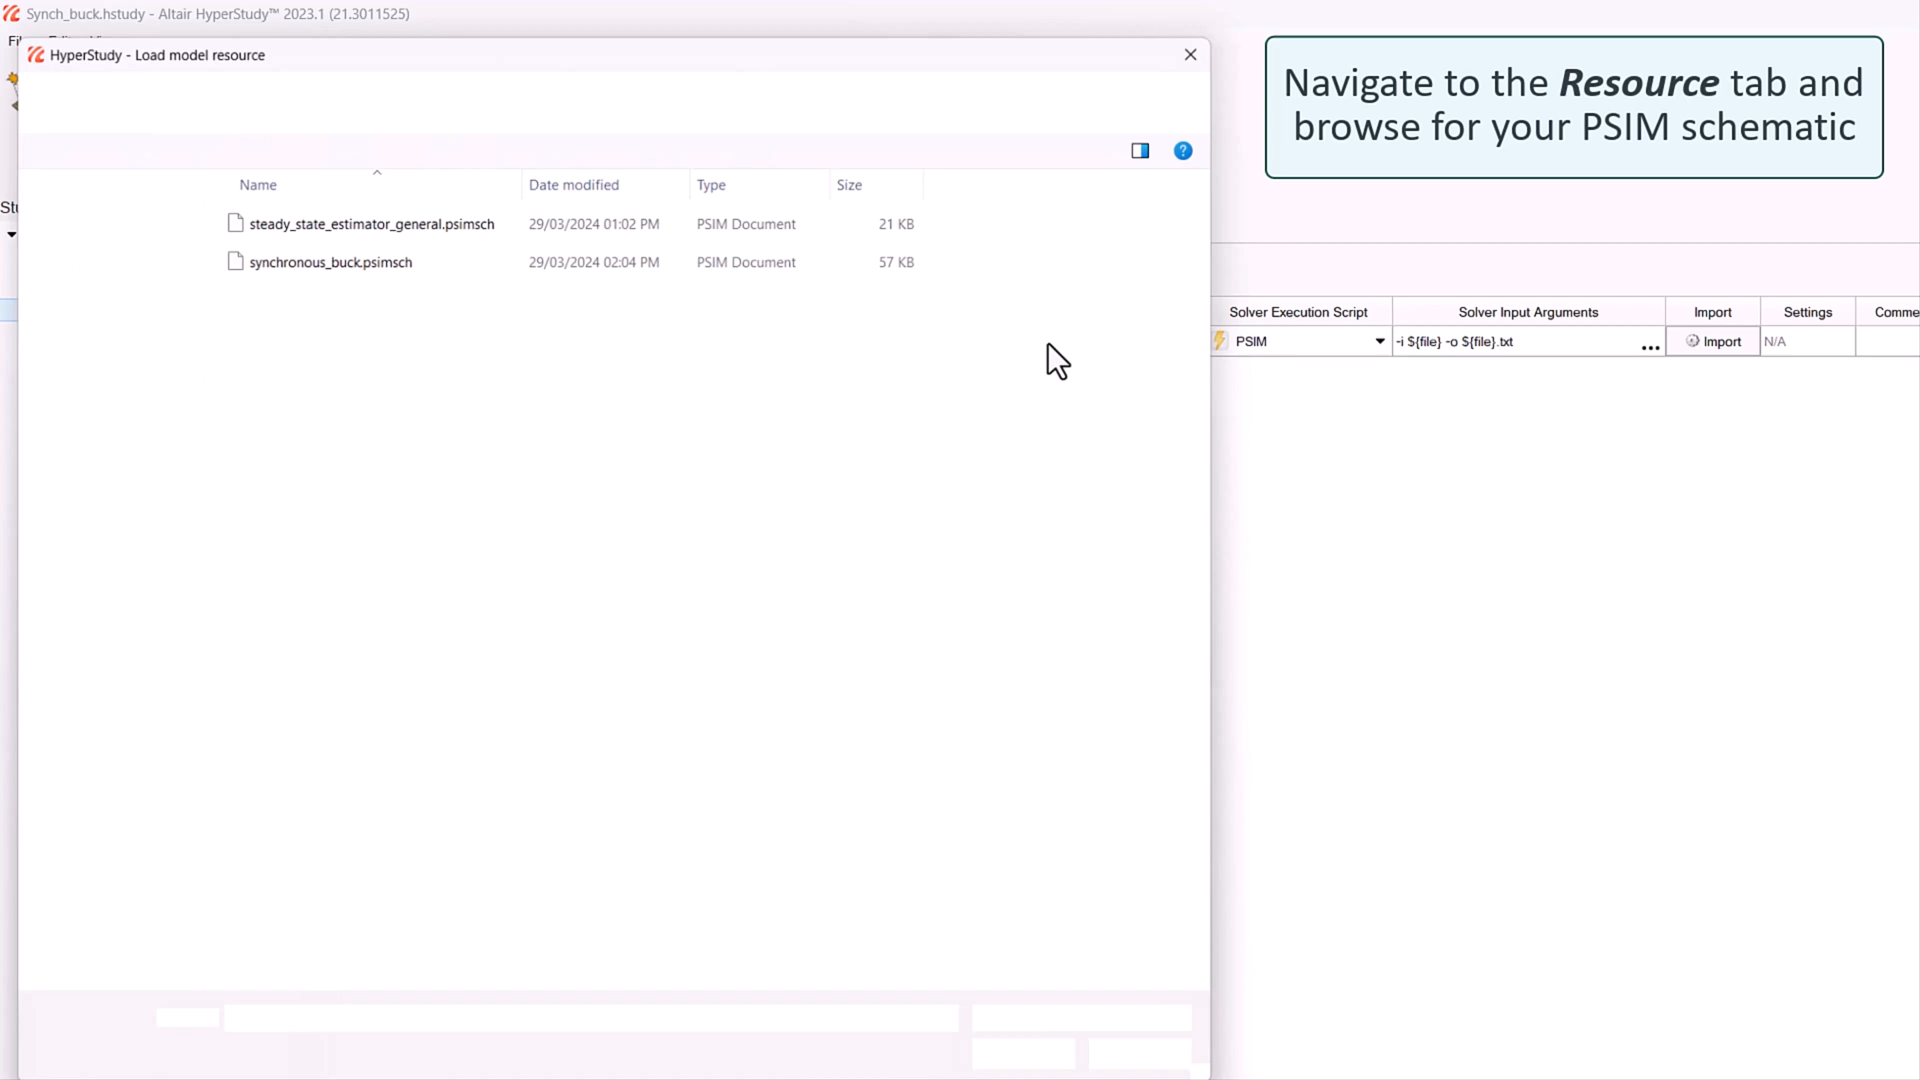 Synch_buck.hstudy - Altair HyperStudy™ 2023.1 (21.3011525)
HyperStudy - Load model resource
Navigate to the Resource tab and
browse for your PSIM schematic
Name Date modified Type Size
steady_state_estimator_general.psimsch 29/03/2024 01:02 PM PSIM Document 21 KB
synchronous_buck.psimsch 29/03/2024 02:04 PM PSIM Document 57 KB
Solver Execution Script Solver Input Arguments Import Settings Comme
PSIM -i ${file} -o ${file}.txt ... Import N/A